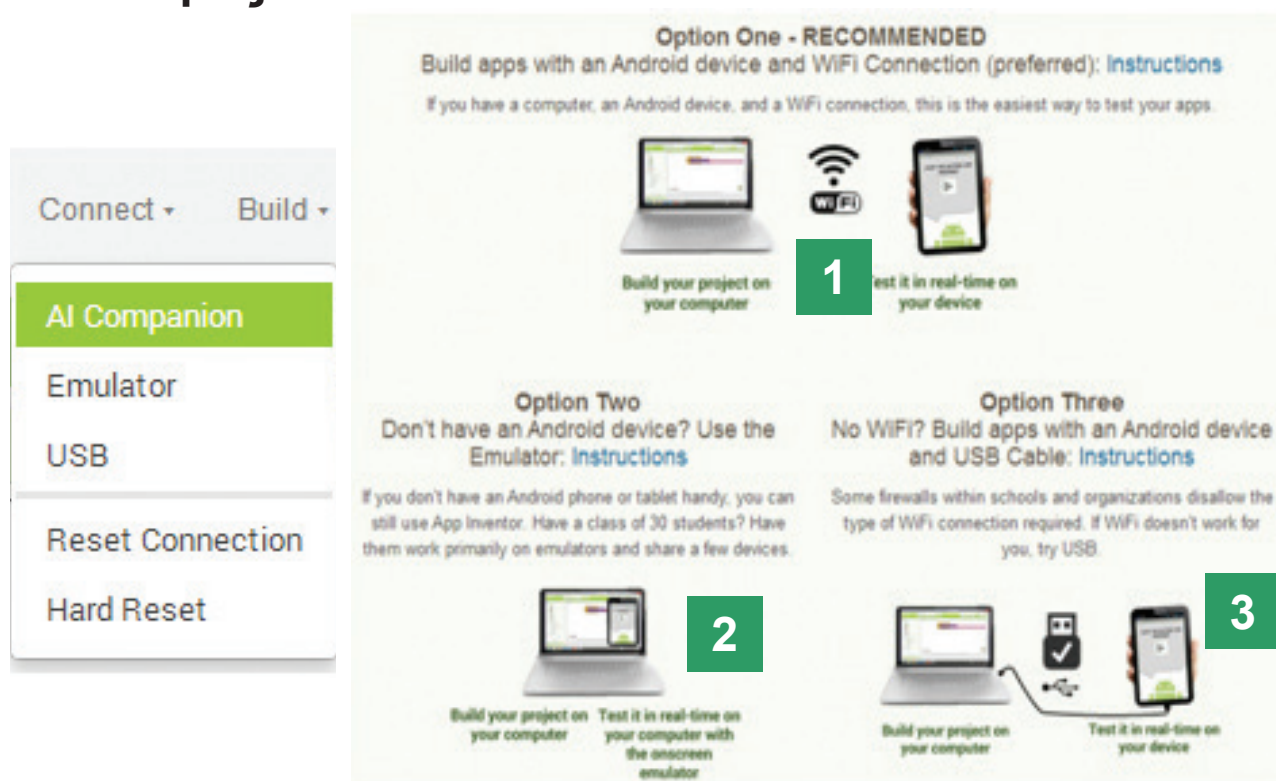 Connect Build
AI Companion
Emulator
USB
Reset Connection
Hard Reset
Option One - RECOMMENDED
Build apps with an Android device and WiFi Connection (preferred): Instructions
If you have a computer, an Android device, and a WiFi connection, this is the easiest way to test your apps.
WiFi
Build your project on
your computer
1
est it in real-time on
your device
Option Two
Don't have an Android device? Use the
Emulator: Instructions
If you don't have an Android phone or tablet handy, you can
still use App Inventor. Have a class of 30 students? Have
them work primarily on emulators and share a few devices.
2
Build your project on
your computer
Test it in real-time on
your computer with
the onscreen
emulator
Option Three
No WiFi? Build apps with an Android device
and USB Cable: Instructions
Some firewalls within schools and organizations disallow the
type of WiFi connection required. If WiFi doesn't work for
you, try USB.
3
Build your project on
your computer
Test it in real-time on
your device